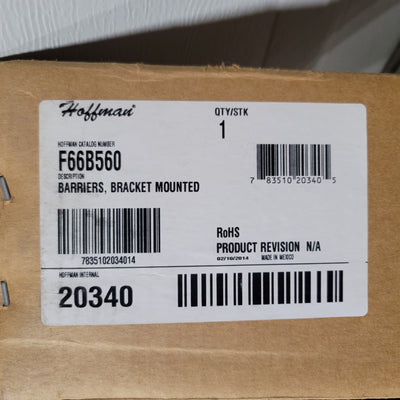 Hoffman
QTY/STK
1
HOFFMAN CATALOG NUMBER
F66B560
DESCRIPTION
BARRIERS, BRACKET MOUNTED
7 83510 20340 5
7835102034014
RoHS
PRODUCT REVISION N/A
02/10/2014 MADE IN MEXICO
HOFFMAN INTERNAL
20340